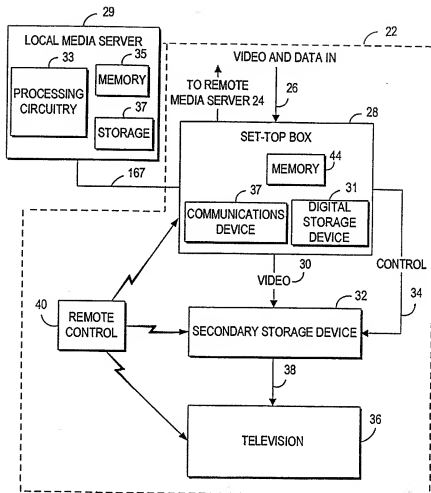 29
LOCAL MEDIA SERVER
33
PROCESSING
CIRCUITRY
35
MEMORY
37
STORAGE
167
22
VIDEO AND DATA IN
TO REMOTE
MEDIA SERVER 24
26
28
SET-TOP BOX
MEMORY
44
37
COMMUNICATIONS
DEVICE
31
DIGITAL
STORAGE
DEVICE
CONTROL
34
VIDEO
30
32
SECONDARY STORAGE DEVICE
40
REMOTE
CONTROL
38
36
TELEVISION